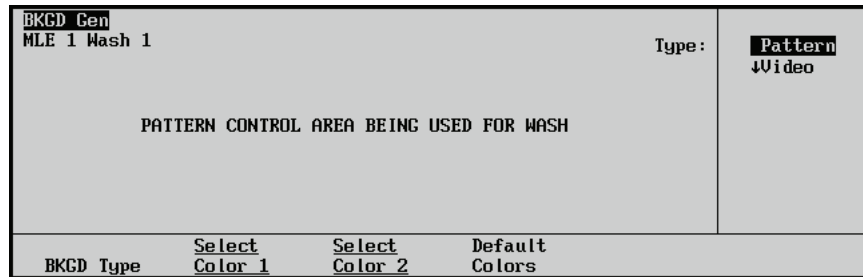 BKGD Gen
MLE 1 Wash 1
Type:
Pattern
↓Video
PATTERN CONTROL AREA BEING USED FOR WASH
BKGD Type
Select
Color 1
Select
Color 2
Default
Colors